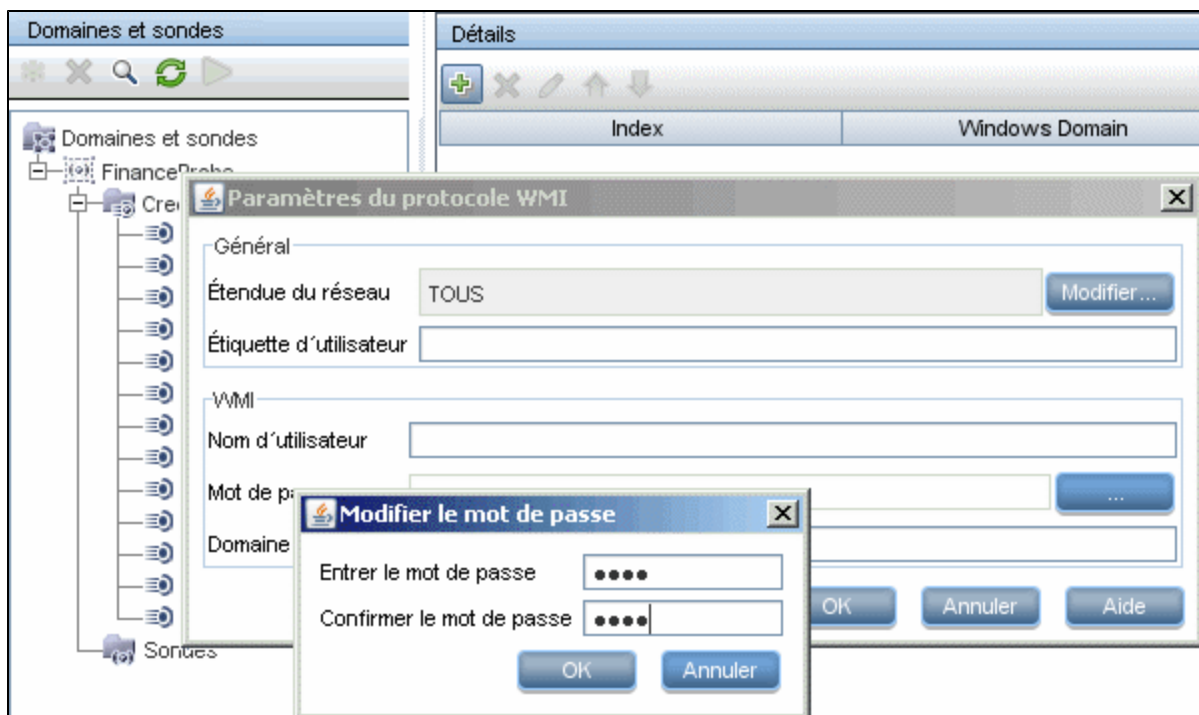 Domaines et sondes
Détails
Index
Windows Domain
Domaines et sondes
Paramètres du protocole WMI
Général
Étendue du réseau
TOUS
Modifier...
Étiquette d´utilisateur
WMI
Nom d´utilisateur
Mot de
...
Domaine
OK
Annuler
Aide
Modifier le mot de passe
Entrer le mot de passe
••••
Confirmer le mot de passe
••••
OK
Annuler
Sondes